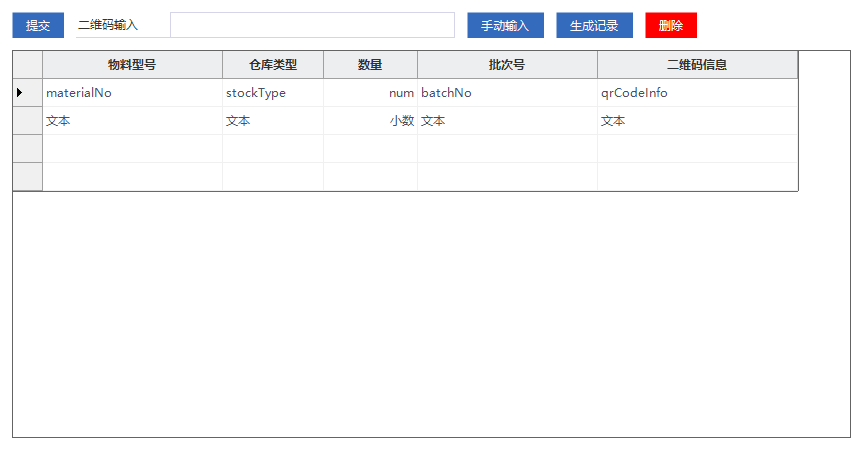 提交 二维码输入 手动输入 生成记录 删除
物料型号 仓库类型 数量 批次号 二维码信息
materialNo stockType num batchNo qrCodeInfo
文本 文本 小数 文本 文本